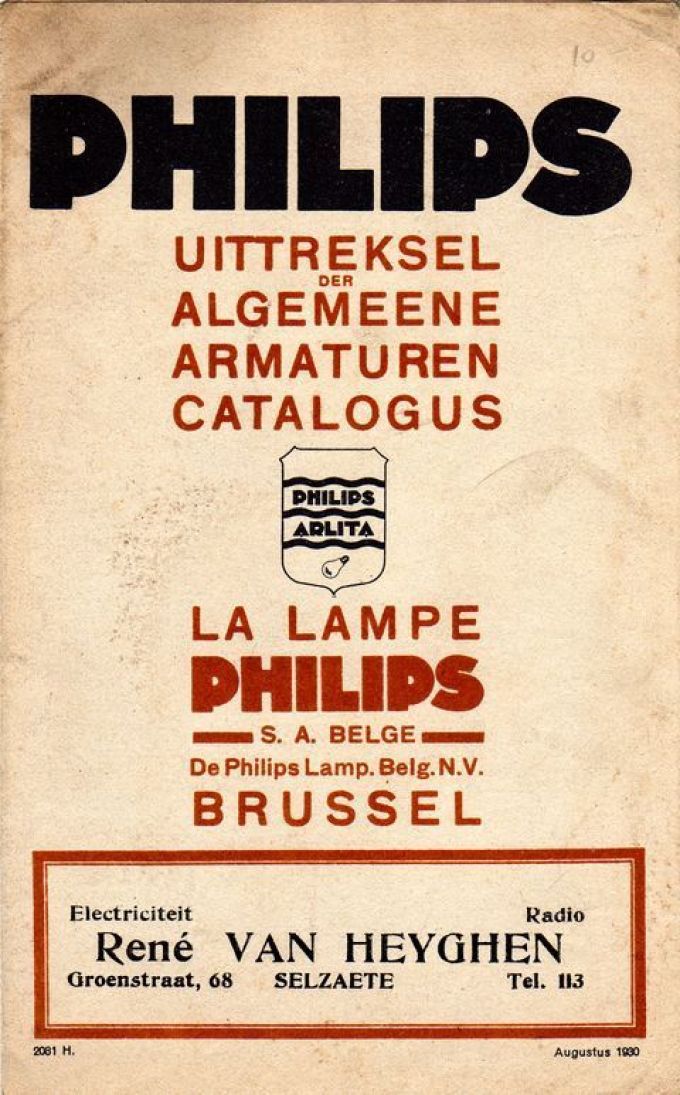 10
PHILIPS
UITTREKSEL
DER
ALGEMEENE
ARMATUREN
CATALOGUS
PHILIPS
ARLITA
LA LAMPE
PHILIPS
S. A. BELGE
De Philips Lamp. Belg. N.V.
BRUSSEL
Electriciteit Radio
René VAN HEYGHEN
Groenstraat, 68 SELZAETE Tel. 113
2081 H. Augustus 1930